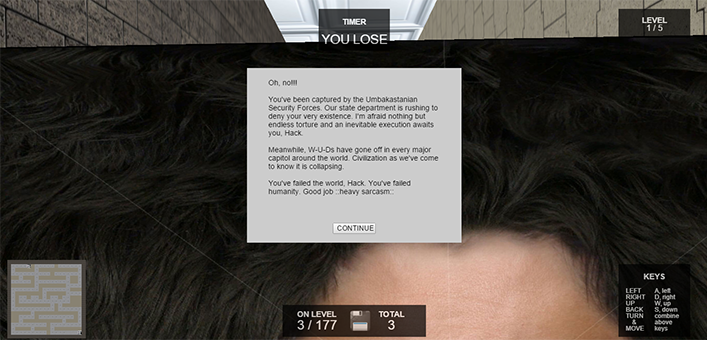 TIMER
YOU LOSE
LEVEL
1 / 5
Oh, no!!!!
You've been captured by the Umbakastanian
Security Forces. Our state department is rushing to
deny your very existence. I'm afraid nothing but
endless torture and an inevitable execution awaits
you, Hack.
Meanwhile, W-U-Ds have gone off in every major
capitol around the world. Civilization as we've come
to know it is collapsing.
You've failed the world, Hack. You've failed
humanity. Good job ::heavy sarcasm::
CONTINUE
ON LEVEL
3 / 177
TOTAL
3
KEYS
LEFT A, left
RIGHT D, right
UP W, up
BACK S, down
TURN combine
& above
MOVE keys